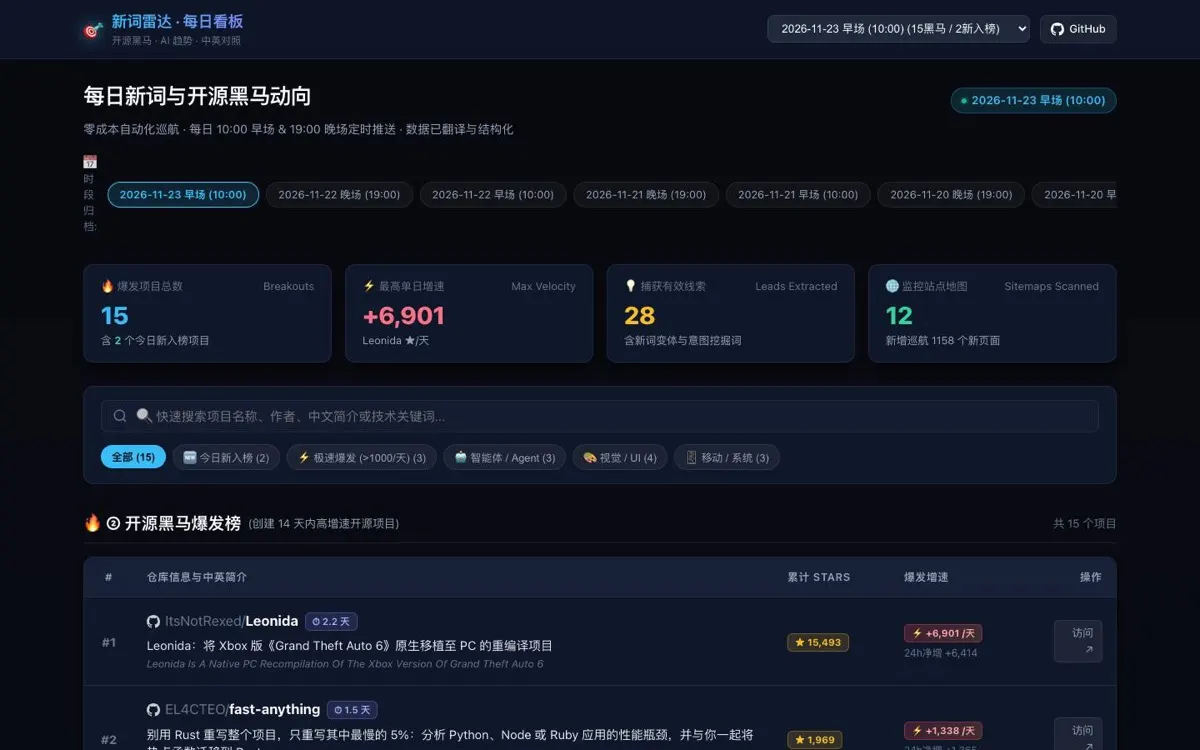 新词雷达 · 每日看板
开源黑马 · AI 趋势 · 中英对照
2026-11-23 早场 (10:00) (15黑马 / 2新入榜)
GitHub
每日新词与开源黑马动向
2026-11-23 早场 (10:00)
零成本自动化巡航 · 每日 10:00 早场 & 19:00 晚场定时推送 · 数据已翻译与结构化
📅 时段归档:
2026-11-23 早场 (10:00)
2026-11-22 晚场 (19:00)
2026-11-22 早场 (10:00)
2026-11-21 晚场 (19:00)
2026-11-21 早场 (10:00)
2026-11-20 晚场 (19:00)
2026-11-20 早
🔥 爆发项目总数
Breakouts
15
含 2 个今日新入榜项目
⚡ 最高单日增速
Max Velocity
+6,901
Leonida ★/天
💡 捕获有效线索
Leads Extracted
28
含新词变体与意图挖掘词
🌐 监控站点地图
Sitemaps Scanned
12
新增巡航 1158 个新页面
🔍 快速搜索项目名称、作者、中文简介或技术关键词...
全部 (15)
🆕 今日新入榜 (2)
⚡ 极速爆发 (>1000/天) (3)
🤖 智能体 / Agent (3)
🎨 视觉 / UI (4)
移动 / 系统 (3)
🔥 ② 开源黑马爆发榜 (创建 14 天内高增速开源项目)
共 15 个项目
# 仓库信息与中英简介 累计 STARS 爆发增速 操作
#1
ItsNotRexed/Leonida ⏱ 2.2 天
Leonida：将 Xbox 版《Grand Theft Auto 6》原生移植至 PC 的重编译项目
Leonida Is A Native PC Recompilation Of The Xbox Version Of Grand Theft Auto 6
★ 15,493
⚡ +6,901 /天
24h净增 +6,414
访问 ↗
#2
EL4CTEO/fast-anything ⏱ 1.5 天
别用 Rust 重写整个项目，只重写其中最慢的 5%：分析 Python、Node 或 Ruby 应用的性能瓶颈，并与你一起将
★ 1,969
⚡ +1,338 /天
访问